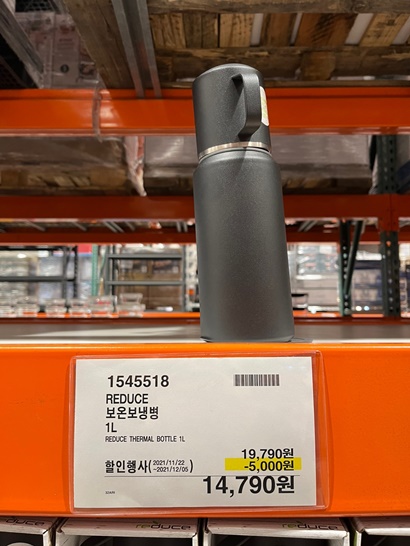 1545518
REDUCE
보온보냉병
1L
REDUCE THERMAL BOTTLE 1L
19,790원
할인행사(2021/11/22
~2021/12/05)
-5,000원
14,790원
reduce